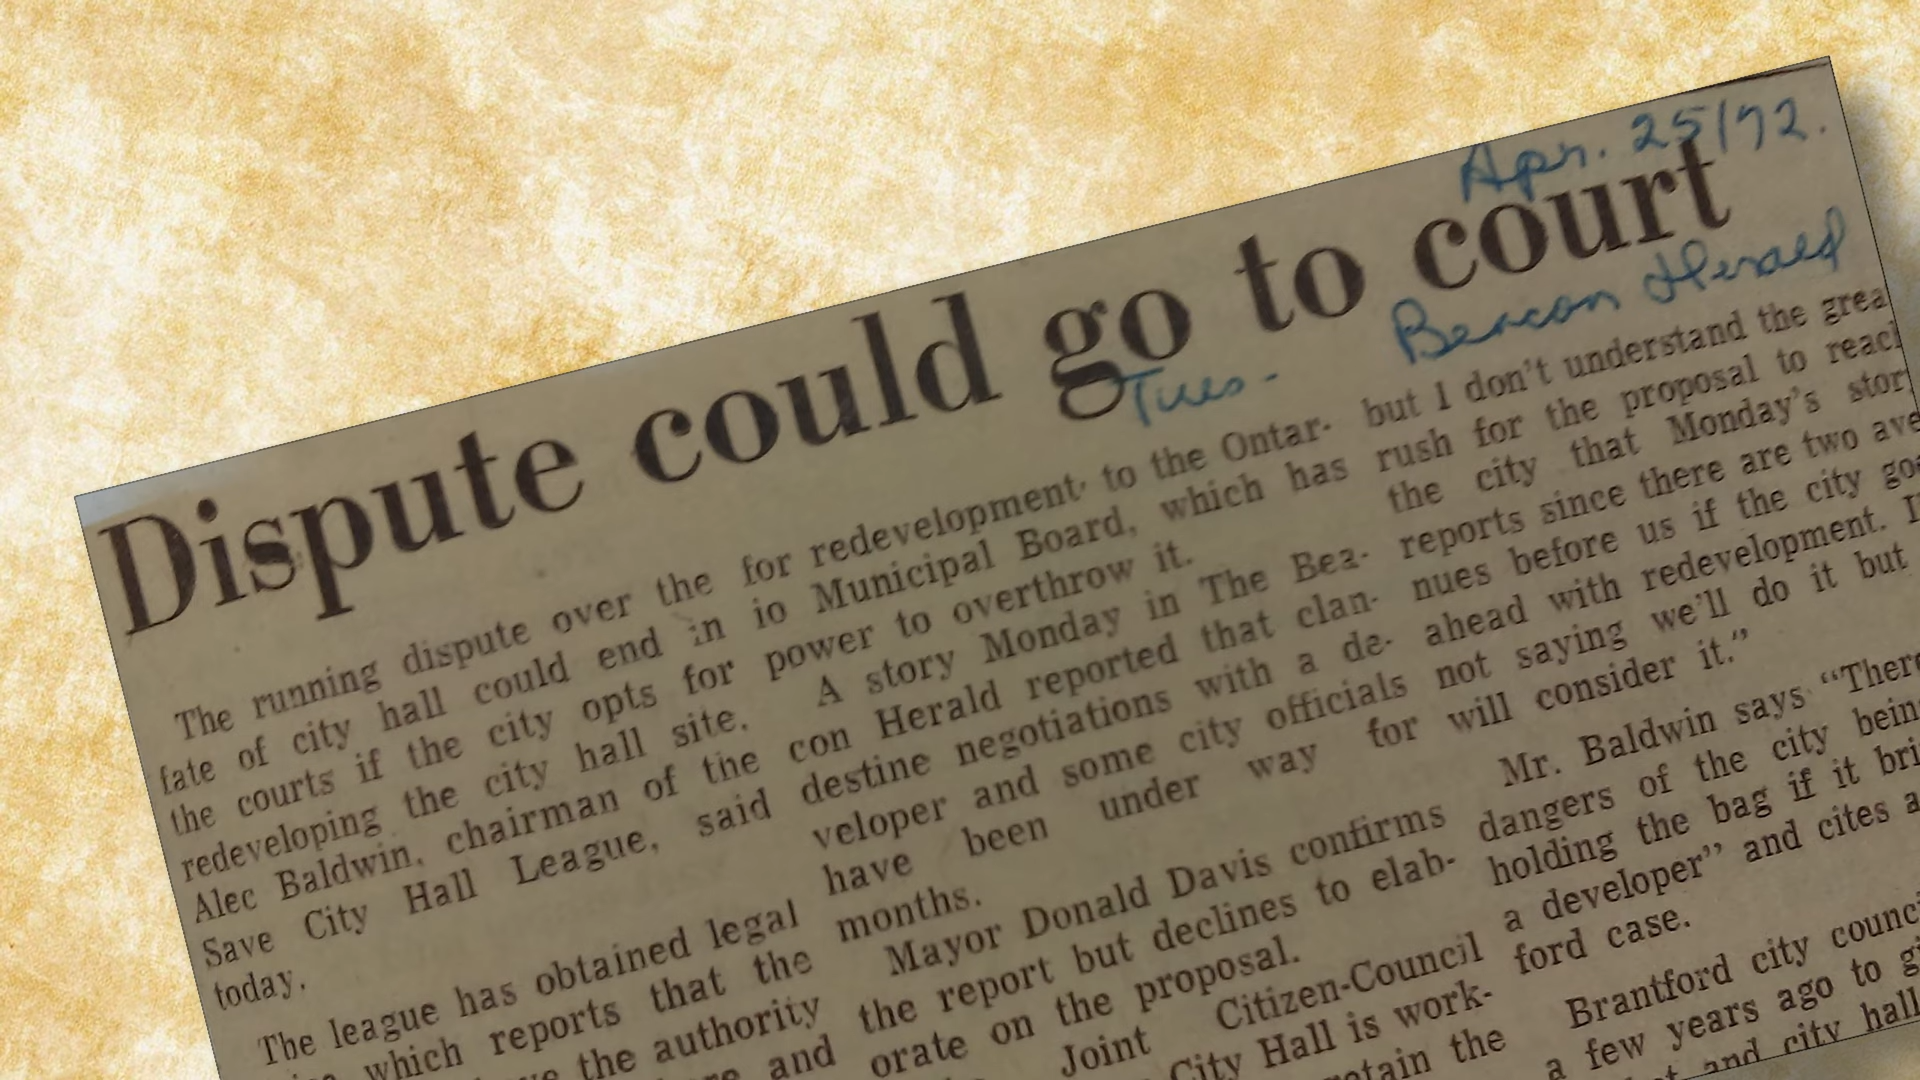 Apr. 25/72.
Dispute could go to court
Beacon Herald
Tues-
The running dispute over the
fate of city hall could end in
the courts if the city opts for
redeveloping the city hall site.
Alec Baldwin, chairman of the
Save City Hall League, said
today.
The league has obtained legal
which reports that the
the authority
and
for redevelopment to the Ontar-
io Municipal Board, which has
power to overthrow it.
A story Monday in The Bea-
con Herald reported that clan-
destine negotiations with a de-
veloper and some city officials
have been under way for
months.
Mayor Donald Davis confirms
the report but declines to elab-
orate on the proposal.
Joint Citizen-Council
City Hall is work-
the
but I don't understand the
rush for the proposal to
the city that Monday's
reports since there are two ave
nues before us if the city
ahead with redevelopment.
not saying we'll do it but
will consider it."
Mr. Baldwin says "There
dangers of the city
holding the bag if it
a developer" and cites a
ford case.
Brantford city
a few years ago to
and city hall